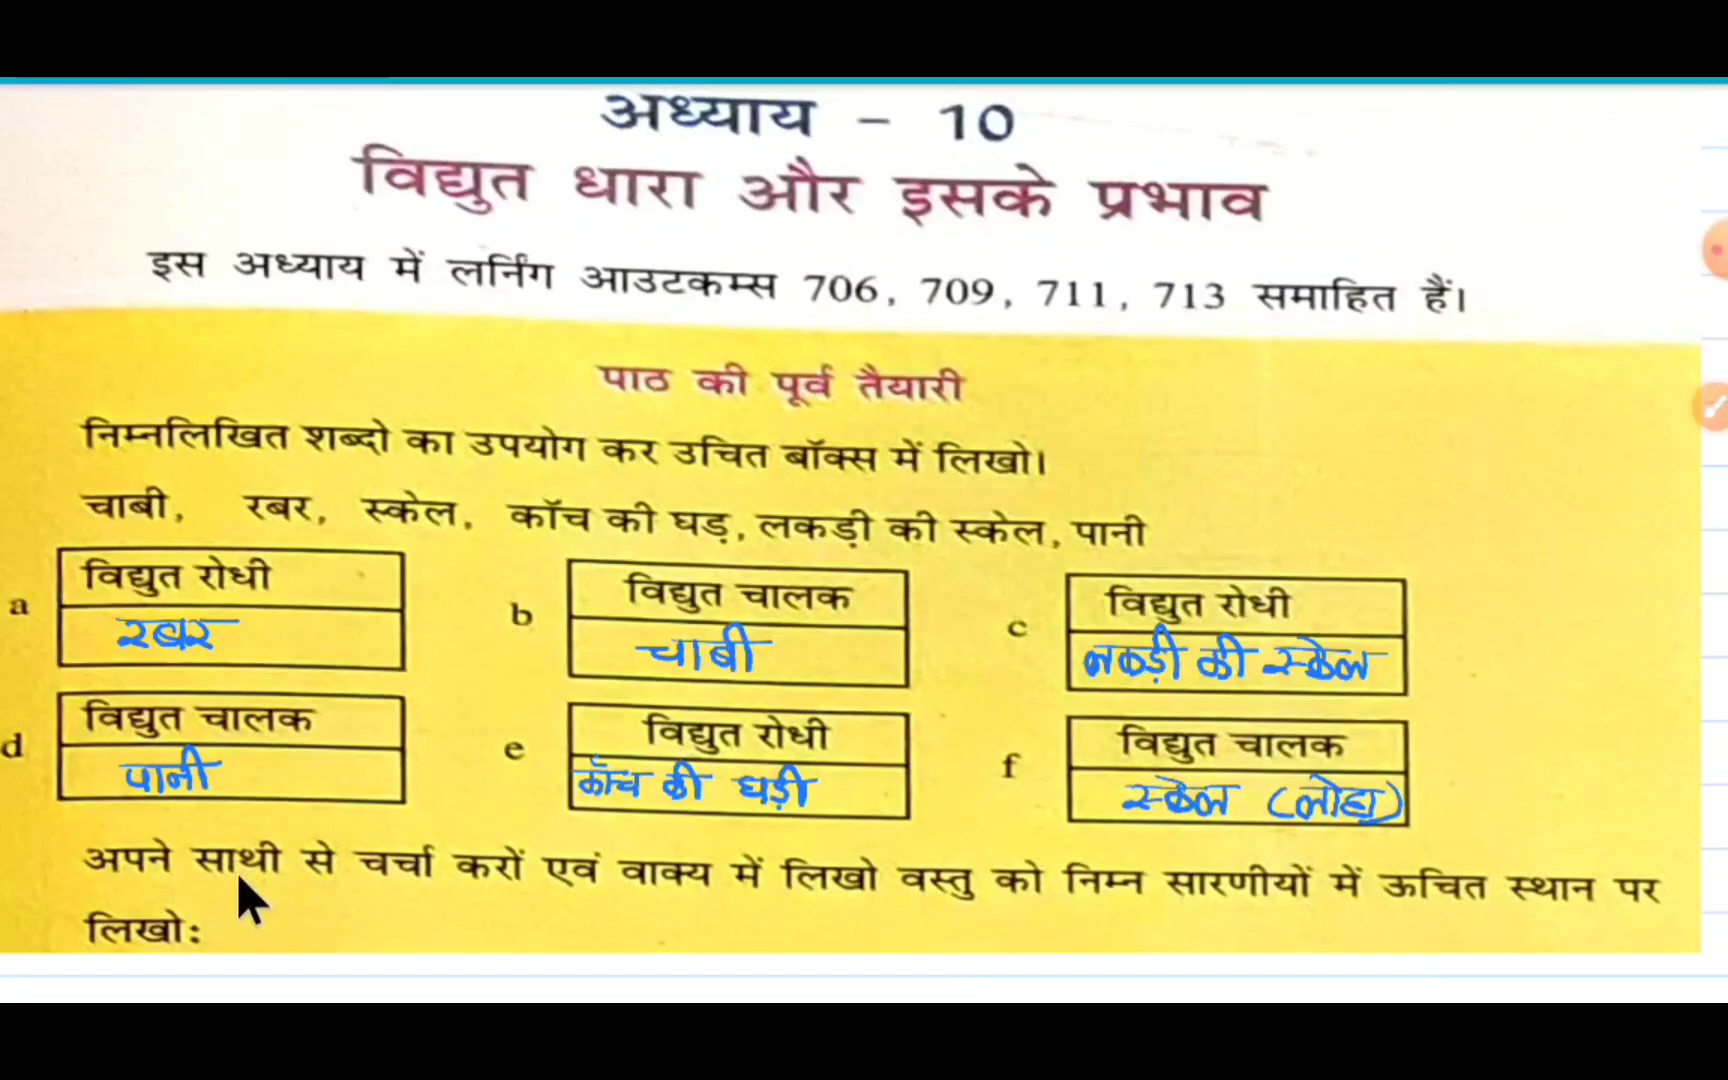 अध्याय - 10
विद्युत धारा और इसके प्रभाव
इस अध्याय में लर्निंग आउटकम्स 706, 709, 711, 713 समाहित हैं।
पाठ की पूर्व तैयारी
निम्नलिखित शब्दो का उपयोग कर उचित बॉक्स में लिखो।
चाबी, रबर, स्केल, कॉच की घड़, लकड़ी की स्केल, पानी
a विद्युत रोधी b विद्युत चालक c विद्युत रोधी
रबर चाबी लकड़ी की स्केल
d विद्युत चालक e विद्युत रोधी f विद्युत चालक
पानी कॉच की घड़ी स्केल (लोहा)
अपने साथी से चर्चा करों एवं वाक्य में लिखो वस्तु को निम्न सारणीयों में ऊचित स्थान पर
लिखो: